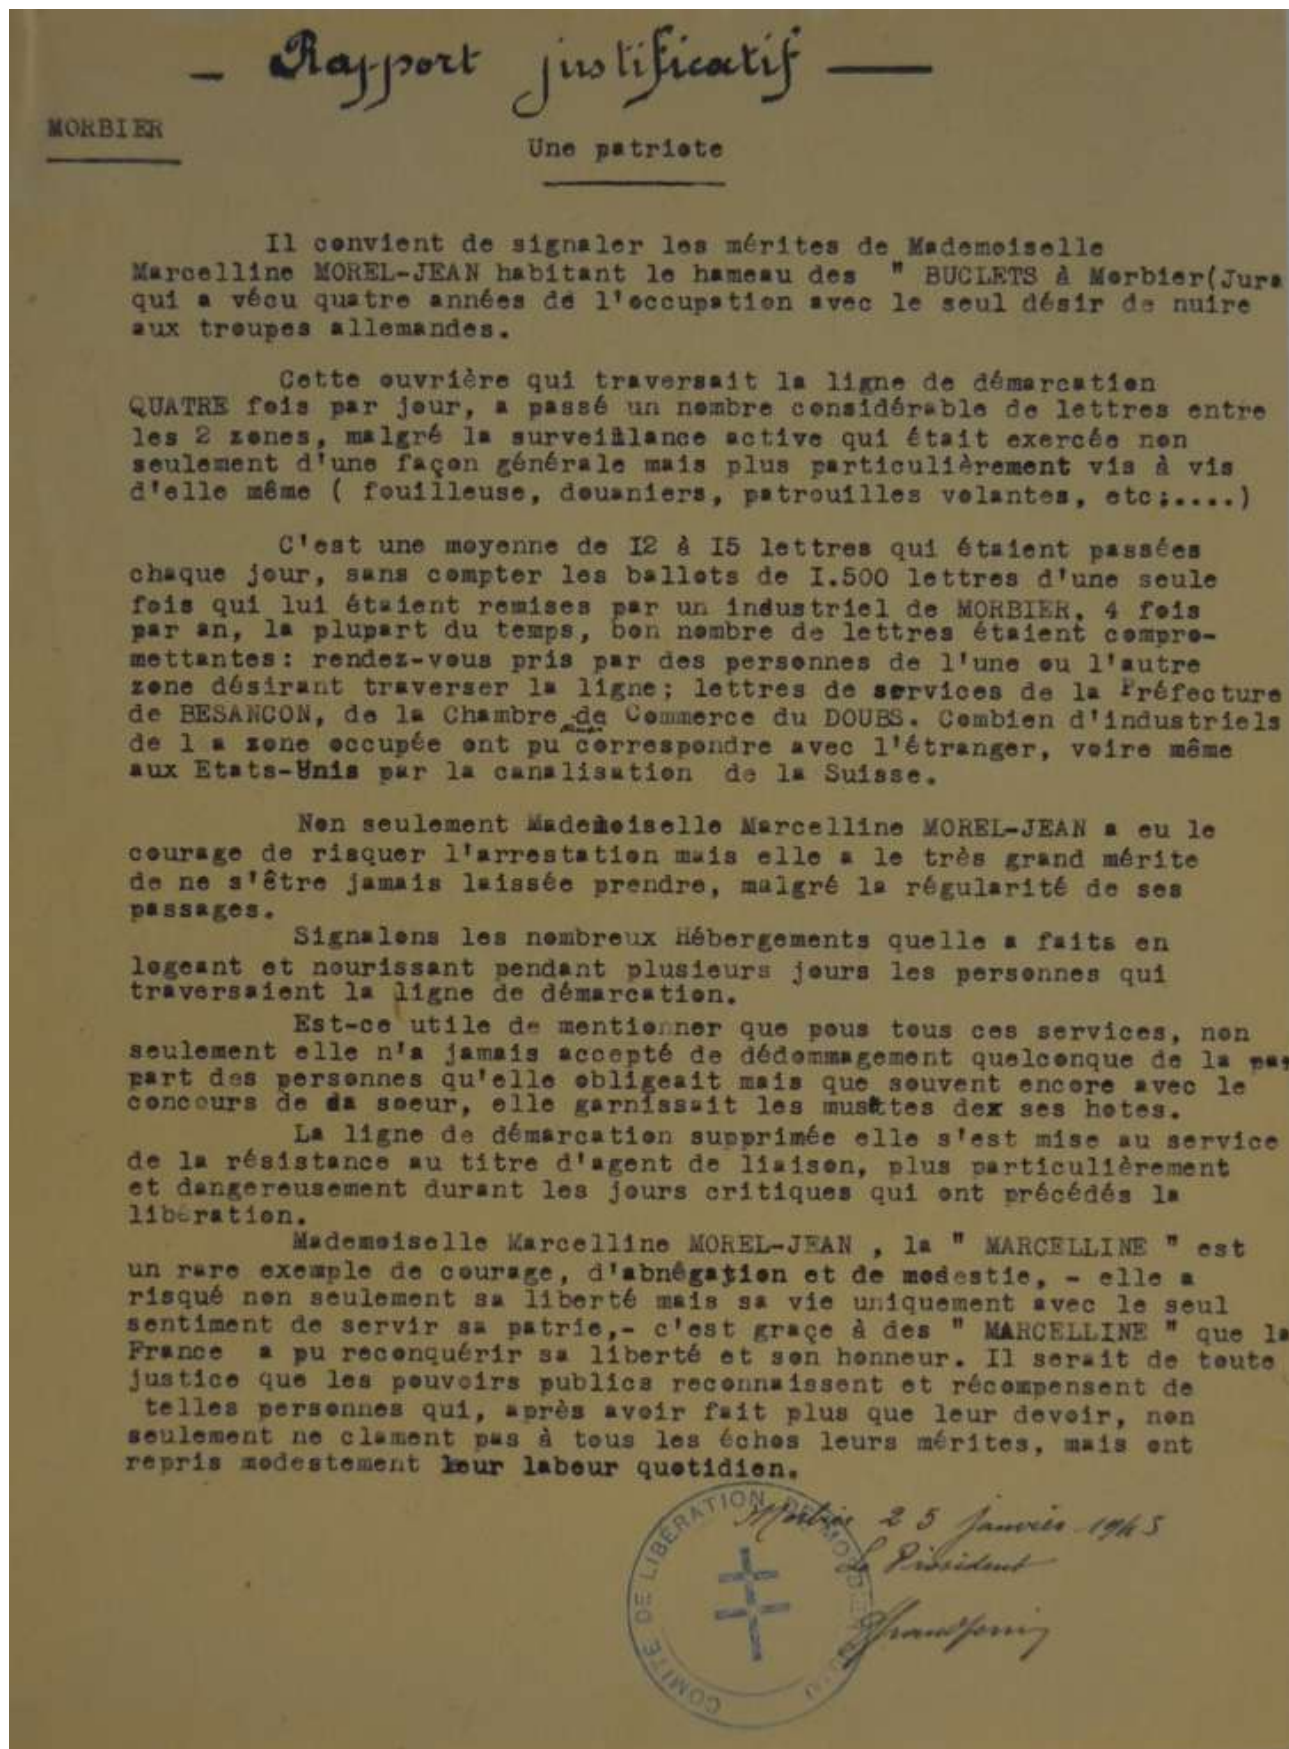 - Rapport justificatif -
MORBIER
Une patriote
Il convient de signaler les mérites de Mademoiselle
Marcelline MOREL-JEAN habitant le hameau des " BUCLETS à Morbier(Jura
qui a vécu quatre années de l'occupation avec le seul désir de nuire
aux troupes allemandes.
Cette ouvrière qui traversait la ligne de démarcation
QUATRE fois par jour, a passé un nombre considérable de lettres entre
les 2 zones, malgré la surveillance active qui était exercée non
seulement d'une façon générale mais plus particulièrement vis à vis
d'elle même ( fouilleuse, douaniers, patrouilles volantes, etc;....)
C'est une moyenne de I2 à I5 lettres qui étaient passées
chaque jour, sans compter les ballots de I.500 lettres d'une seule
fois qui lui étaient remises par un industriel de MORBIER, 4 fois
par an, la plupart du temps, bon nombre de lettres étaient compro-
mettantes: rendez-vous pris par des personnes de l'une ou l'autre
zone désirant traverser la ligne; lettres de services de la Préfecture
de BESANCON, de la Chambre de Commerce du DOUBS. Combien d'industriels
de l a zone occupée ont pu correspondre avec l'étranger, voire même
aux Etats-Unis par la canalisation de la Suisse.
Non seulement Mademoiselle Marcelline MOREL-JEAN a eu le
courage de risquer l'arrestation mais elle a le très grand mérite
de ne s'être jamais laissée prendre, malgré la régularité de ses
passages.
Signalons les nombreux Hébergements quelle a faits en
logeant et nourissant pendant plusieurs jours les personnes qui
traversaient la ligne de démarcation.
Est-ce utile de mentionner que pous tous ces services, non
seulement elle n'a jamais accepté de dédommagement quelconque de la par
part des personnes qu'elle obligeait mais que souvent encore avec le
concours de sa soeur, elle garnissait les musettes dex ses hotes.
La ligne de démarcation supprimée elle s'est mise au service
de la résistance au titre d'agent de liaison, plus particulièrement
et dangereusement durant les jours critiques qui ont précédés la
libération.
Mademoiselle Marcelline MOREL-JEAN , la " MARCELLINE " est
un rare exemple de courage, d'abnégation et de modestie, - elle a
risqué non seulement sa liberté mais sa vie uniquement avec le seul
sentiment de servir sa patrie,- c'est graçe à des " MARCELLINE " que la
France a pu reconquérir sa liberté et son honneur. Il serait de toute
justice que les pouvoirs publics reconnaissent et récompensent de
telles personnes qui, après avoir fait plus que leur devoir, non
seulement ne clament pas à tous les échos leurs mérites, mais ont
repris modestement leur labeur quotidien.
Morbier 25 janvier 1945
Le Président
COMITÉ DE LIBERATION DE MORBIER